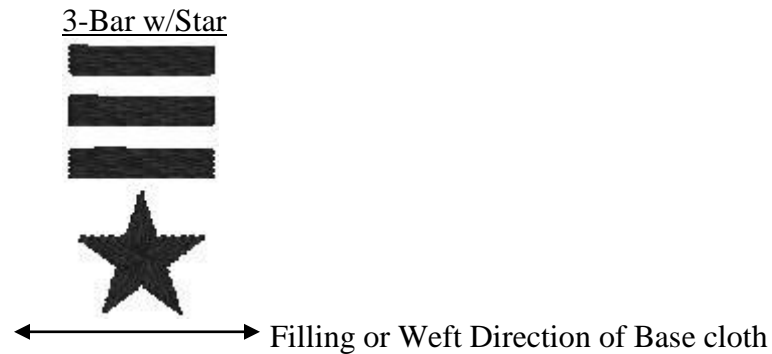 3-Bar w/Star
Filling or Weft Direction of Base cloth